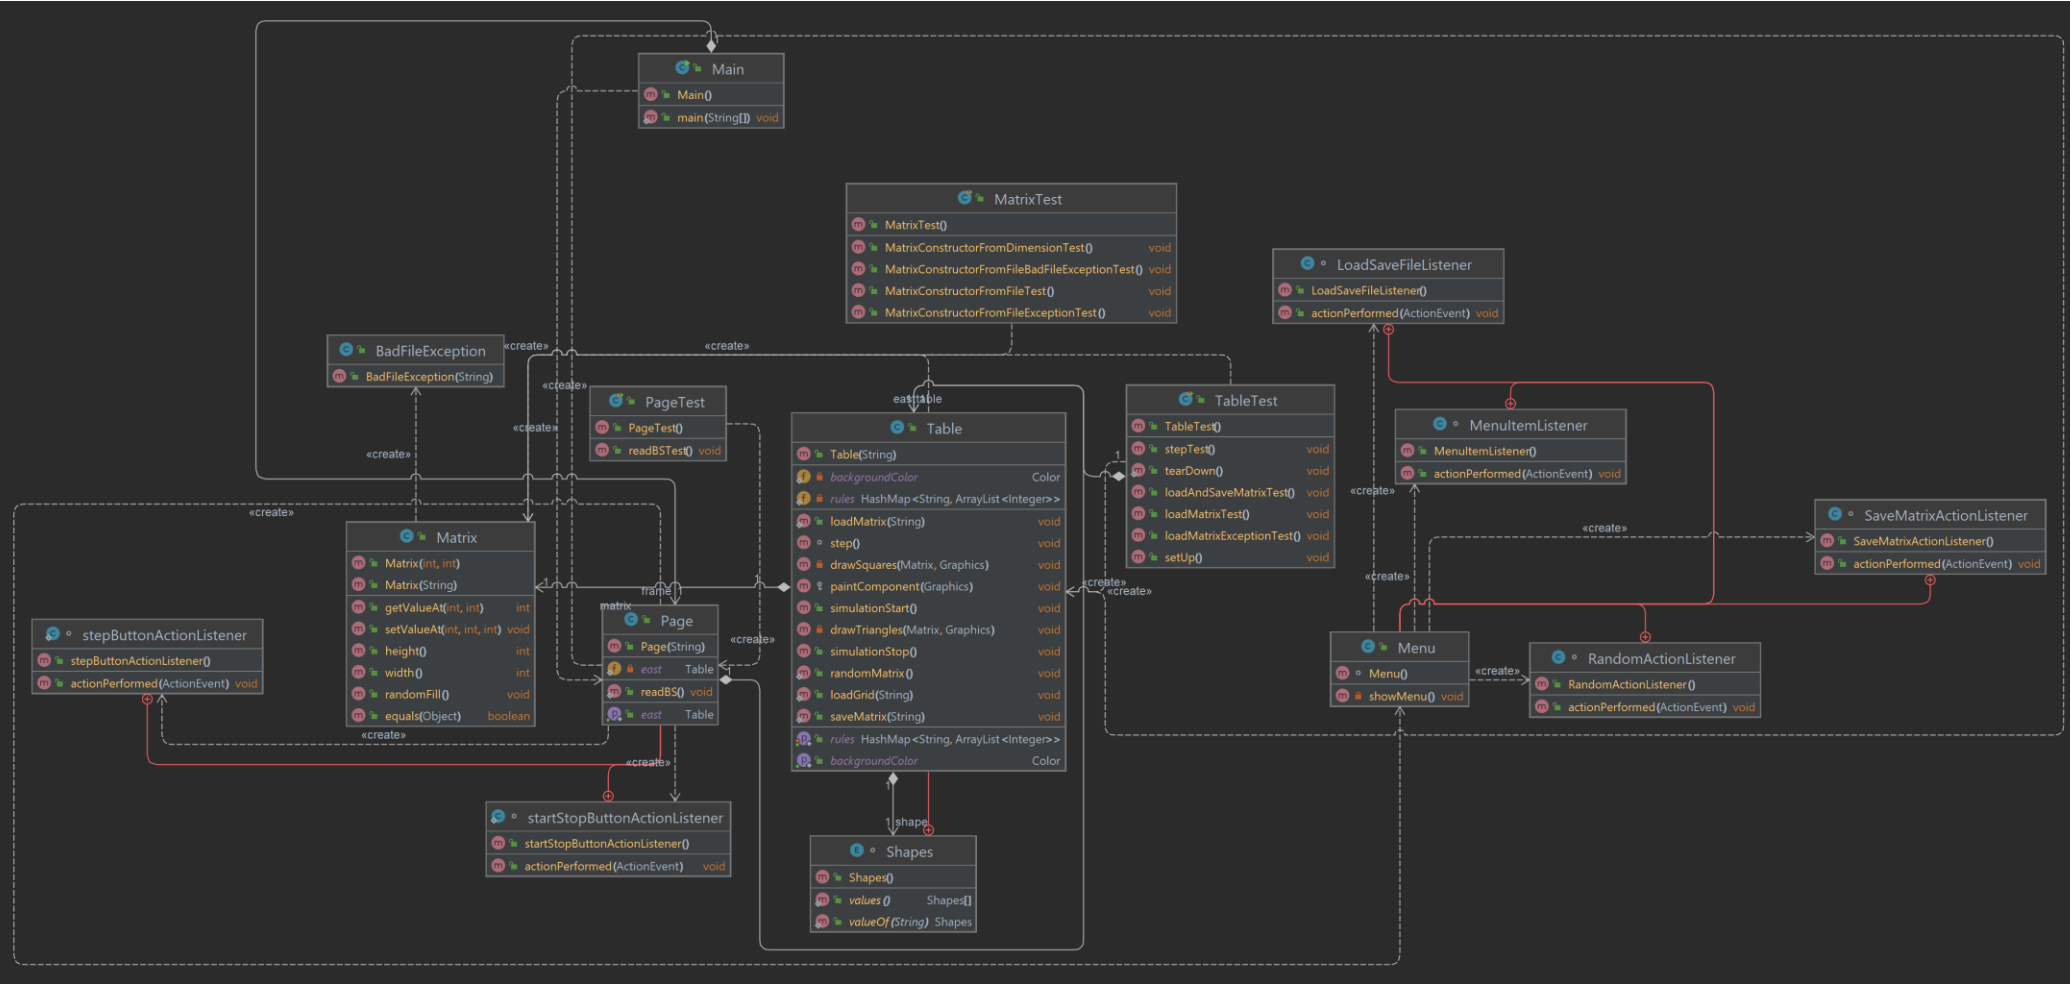 Main
Main()
main(String[]) void
MatrixTest
MatrixTest()
MatrixConstructorFromDimensionTest() void
MatrixConstructorFromFileBadFileExceptionTest() void
MatrixConstructorFromFileTest() void
MatrixConstructorFromFileExceptionTest() void
LoadSaveFileListener
LoadSaveFileListener()
actionPerformed(ActionEvent) void
BadFileException
BadFileException(String)
«create»
«create»
«create»
«create»
«create»
PageTest
PageTest()
readBSTest() void
Table
Table(String)
backgroundColor Color
rules HashMap<String, ArrayList<Integer>>
loadMatrix(String) void
step() void
drawSquares(Matrix, Graphics) void
paintComponent(Graphics) void
simulationStart() void
drawTriangles(Matrix, Graphics) void
simulationStop() void
randomMatrix() void
loadGrid(String) void
saveMatrix(String) void
rules HashMap<String, ArrayList<Integer>>
backgroundColor Color
TableTest
TableTest()
stepTest() void
tearDown() void
loadAndSaveMatrixTest() void
loadMatrixTest() void
loadMatrixExceptionTest() void
setUp() void
1
MenuItemListener
MenuItemListener()
actionPerformed(ActionEvent) void
«create»
«create»
«create»
SaveMatrixActionListener
SaveMatrixActionListener()
actionPerformed(ActionEvent) void
«create»
Matrix
Matrix(int, int)
Matrix(String)
getValueAt(int, int) int
setValueAt(int, int, int) void
height() int
width() int
randomFill() void
equals(Object) boolean
1
1
frame 1
matrix
«create»
«create»
«create»
Page
Page(String)
east Table
readBS() void
east Table
1
stepButtonActionListener
stepButtonActionListener()
actionPerformed(ActionEvent) void
«create»
«create»
Menu
Menu()
showMenu() void
«create»
RandomActionListener
RandomActionListener()
actionPerformed(ActionEvent) void
startStopButtonActionListener
startStopButtonActionListener()
actionPerformed(ActionEvent) void
1
1 shape
Shapes
Shapes()
values() Shapes[]
valueOf(String) Shapes